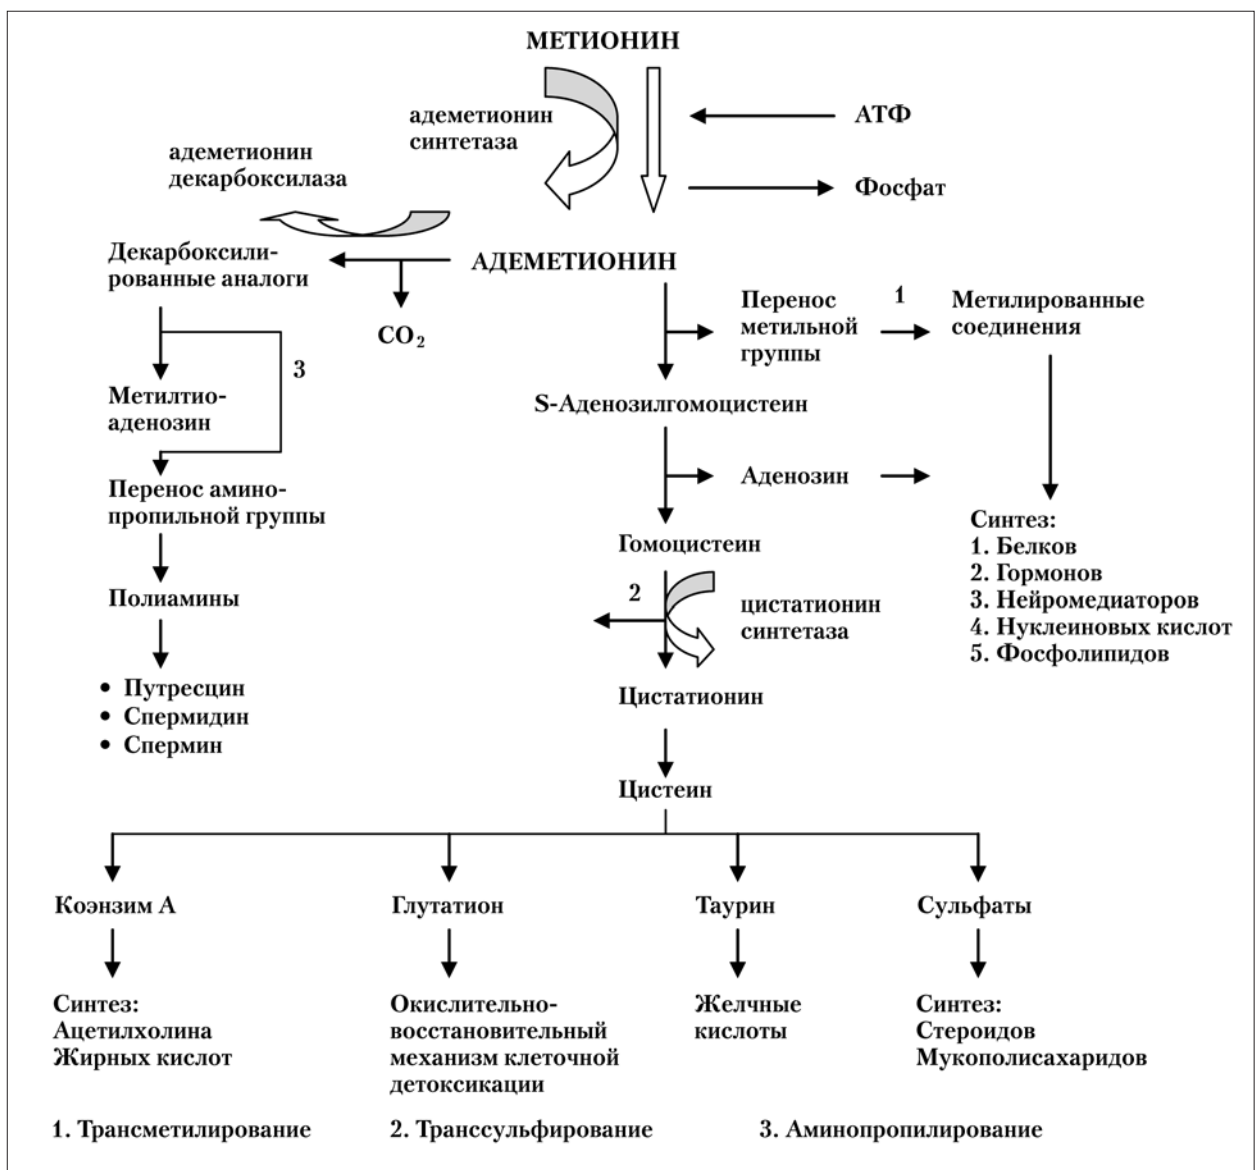 МЕТИОНИН
адеметионин
синтетаза
АТФ
Фосфат
адеметионин
декарбоксилаза
Декарбоксили-
рованные аналоги
АДЕМЕТИОНИН
CO₂
Перенос
метильной
группы
1
Метилированные
соединения
3
Метилтио-
аденозин
S-Аденозилгомоцистеин
Перенос амино-
пропильной группы
Аденозин
Синтез:
1. Белков
2. Гормонов
3. Нейромедиаторов
4. Нуклеиновых кислот
5. Фосфолипидов
Гомоцистеин
2
цистатионин
синтетаза
Полиамины
• Путресцин
• Спермидин
• Спермин
Цистатионин
Цистеин
Коэнзим А
Глутатион
Таурин
Сульфаты
Синтез:
Ацетилхолина
Жирных кислот
Окислительно-
восстановительный
механизм клеточной
детоксикации
Желчные
кислоты
Синтез:
Стероидов
Мукополисахаридов
1. Трансметилирование
2. Транссульфирование
3. Аминопропилирование